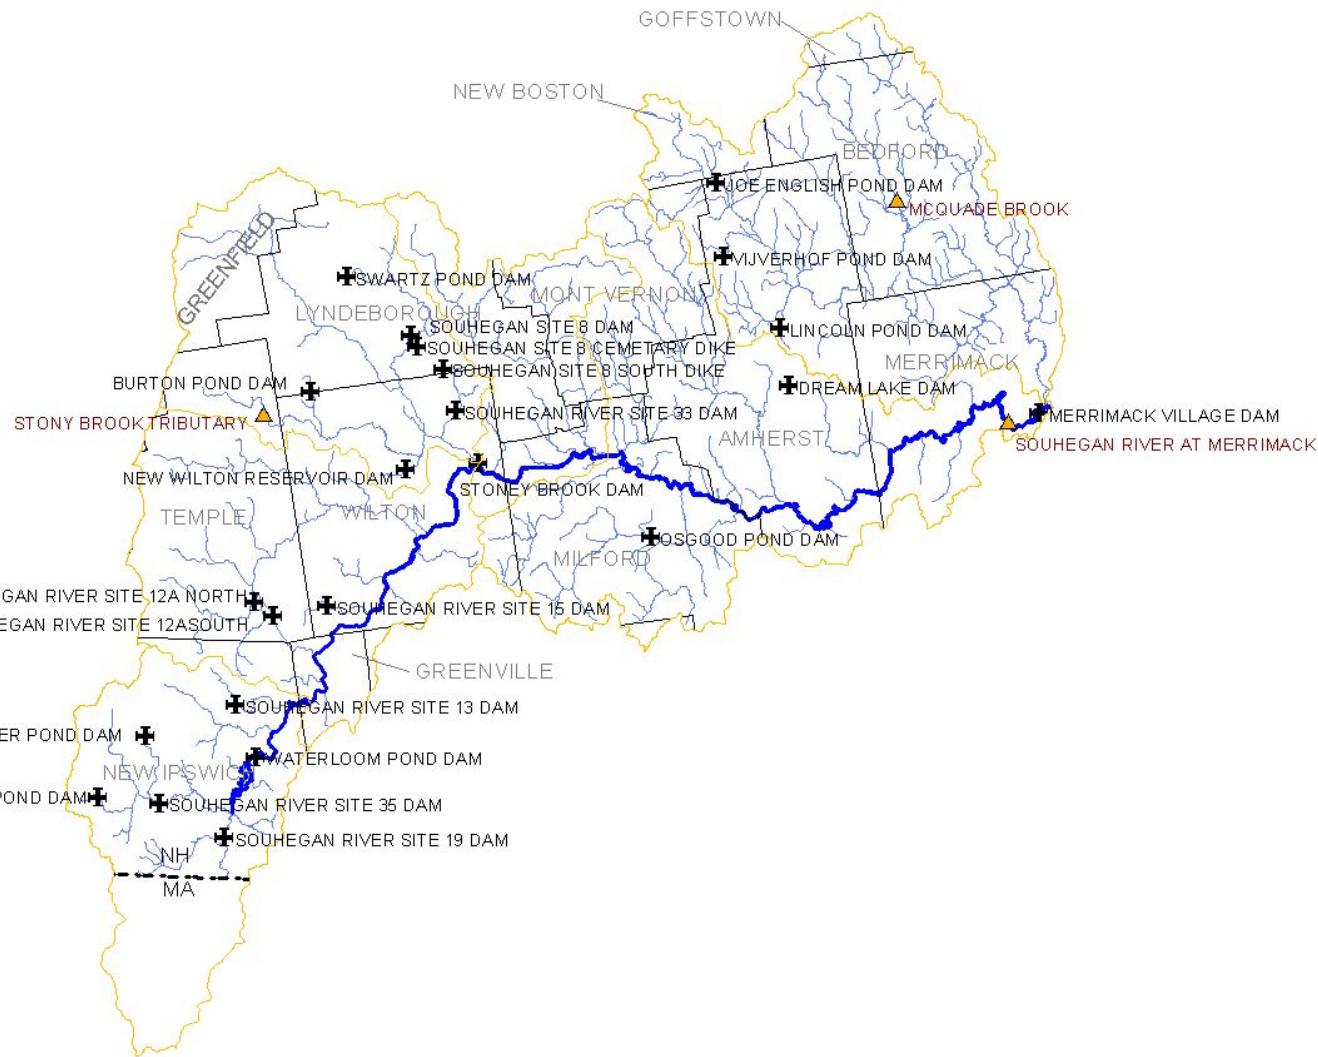 GOFFSTOWN
NEW BOSTON
BEDFORD
JOE ENGLISH POND DAM
MCQUADE BROOK
GREENFIELD
VIJVERHOF POND DAM
SWARTZ POND DAM
MONT VERNON
LYNDEBOROUGH
SOUHEGAN SITE 8 DAM
LINCOLN POND DAM
SOUHEGAN SITE 8 CEMETARY DIKE
MERRIMACK
SOUHEGAN SITE 8 SOUTH DIKE
BURTON POND DAM
DREAM LAKE DAM
SOUHEGAN RIVER SITE 33 DAM
MERRIMACK VILLAGE DAM
STONY BROOK TRIBUTARY
AMHERST
SOUHEGAN RIVER AT MERRIMACK
NEW WILTON RESERVOIR DAM
STONEY BROOK DAM
TEMPLE
WILTON
OSGOOD POND DAM
MILFORD
GAN RIVER SITE 12A NORTH
SOUHEGAN RIVER SITE 15 DAM
EGAN RIVER SITE 12ASOUTH
GREENVILLE
SOUHEGAN RIVER SITE 13 DAM
ER POND DAM
WATERLOOM POND DAM
NEW IPSWICH
POND DAM
SOUHEGAN RIVER SITE 35 DAM
SOUHEGAN RIVER SITE 19 DAM
NH
MA